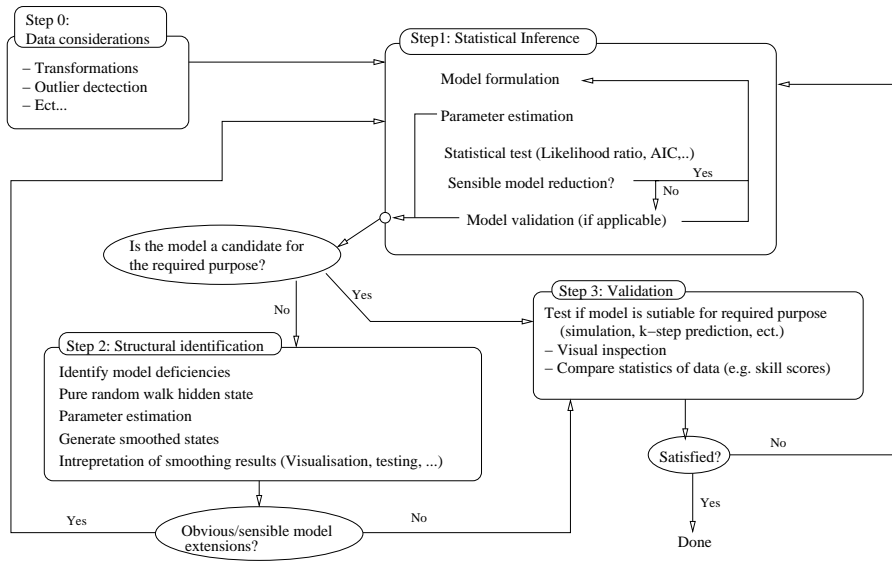 Step 0:
Data considerations
– Transformations
– Outlier dectection
– Ect...
Step1: Statistical Inference
Model formulation
Parameter estimation
Statistical test (Likelihood ratio, AIC,..)
Sensible model reduction?
Yes
No
Model validation (if applicable)
Is the model a candidate for
the required purpose?
No
Yes
Step 2: Structural identification
Identify model deficiencies
Pure random walk hidden state
Parameter estimation
Generate smoothed states
Intrepretation of smoothing results (Visualisation, testing, ...)
Step 3: Validation
Test if model is sutiable for required purpose
(simulation, k−step prediction, ect.)
– Visual inspection
– Compare statistics of data (e.g. skill scores)
Satisfied?
No
Yes
Done
Yes
Obvious/sensible model
extensions?
No